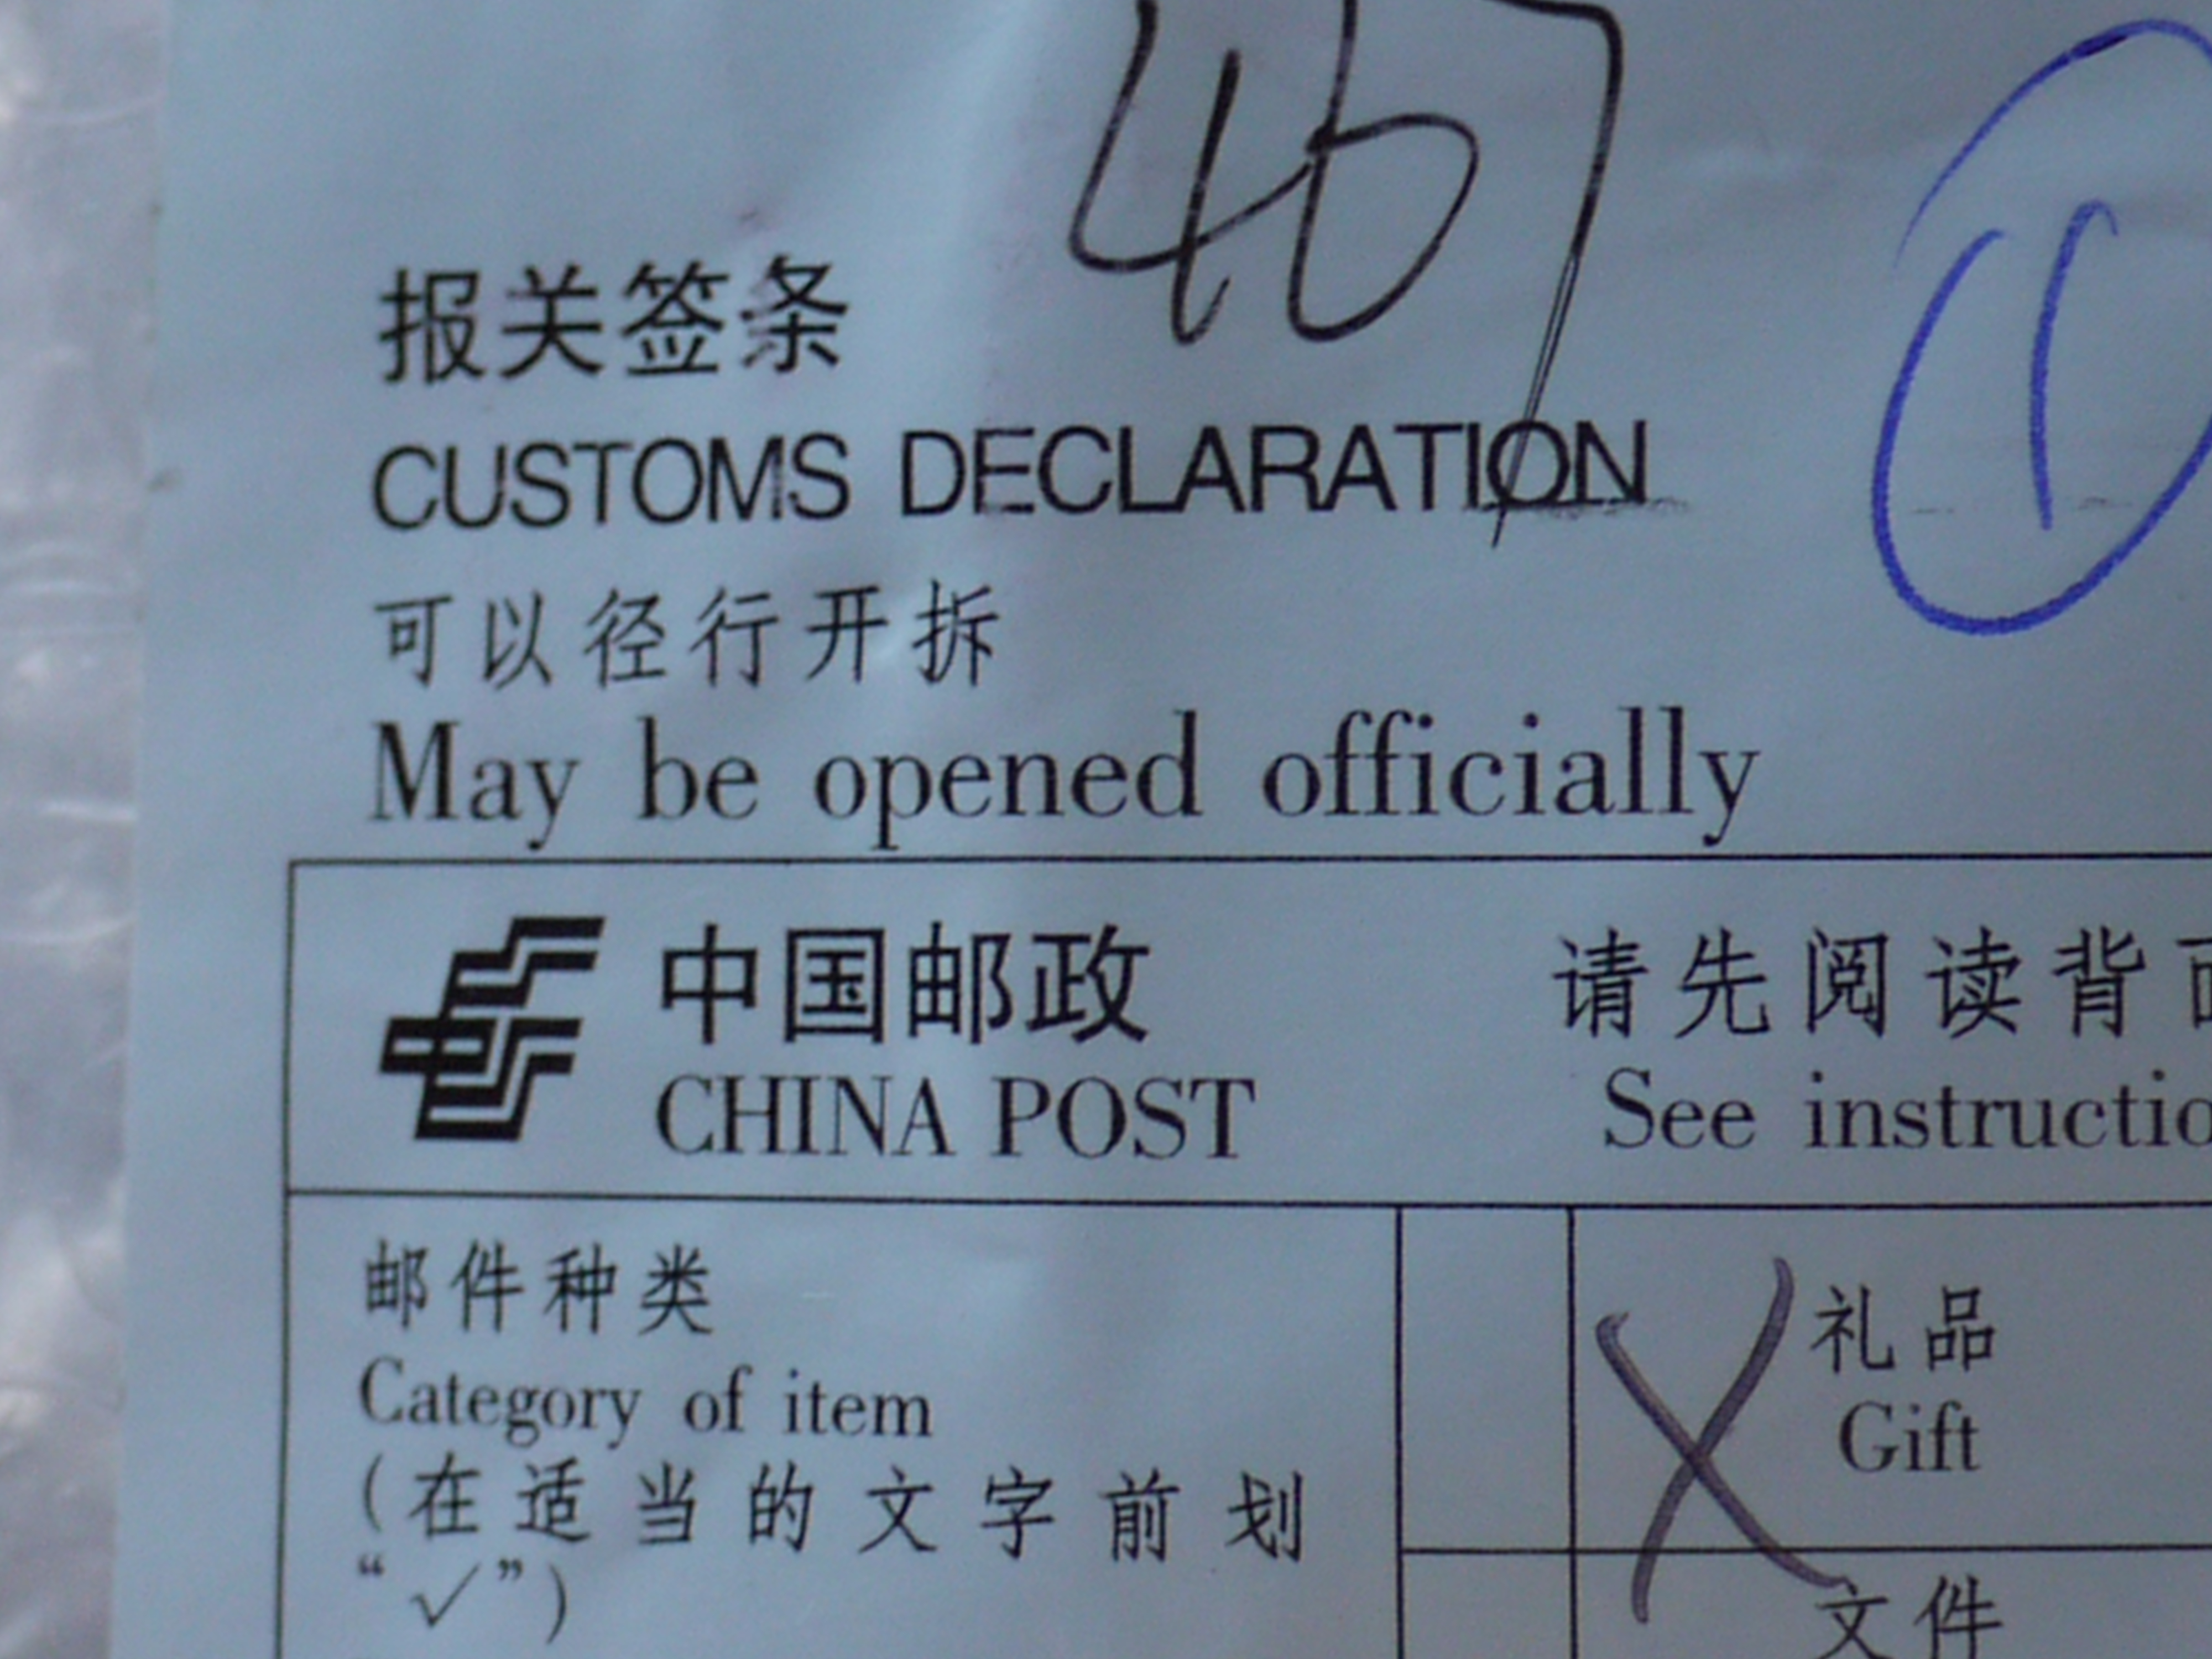 467
①
报关签条
CUSTOMS DECLARATION
可以径行开拆
May be opened officially
中国邮政
CHINA POST
请先阅读背
See instructio
邮件种类
Category of item
(在适当的文字前划
“√”)
X
礼品
Gift
文件